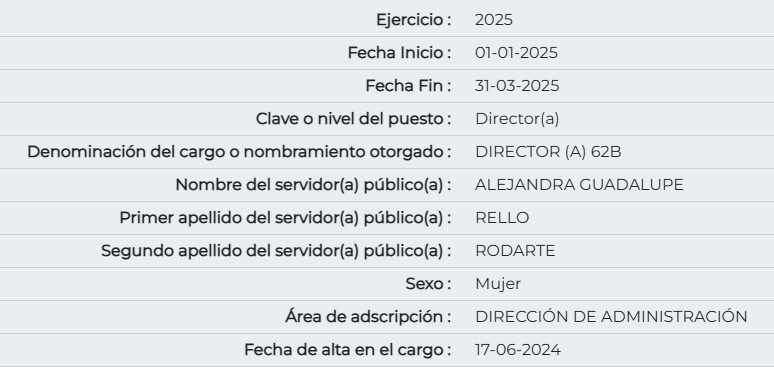 Ejercicio : 2025
Fecha Inicio : 01-01-2025
Fecha Fin : 31-03-2025
Clave o nivel del puesto : Director(a)
Denominación del cargo o nombramiento otorgado : DIRECTOR (A) 62B
Nombre del servidor(a) público(a) : ALEJANDRA GUADALUPE
Primer apellido del servidor(a) público(a) : RELLO
Segundo apellido del servidor(a) público(a) : RODARTE
Sexo : Mujer
Área de adscripción : DIRECCIÓN DE ADMINISTRACIÓN
Fecha de alta en el cargo : 17-06-2024